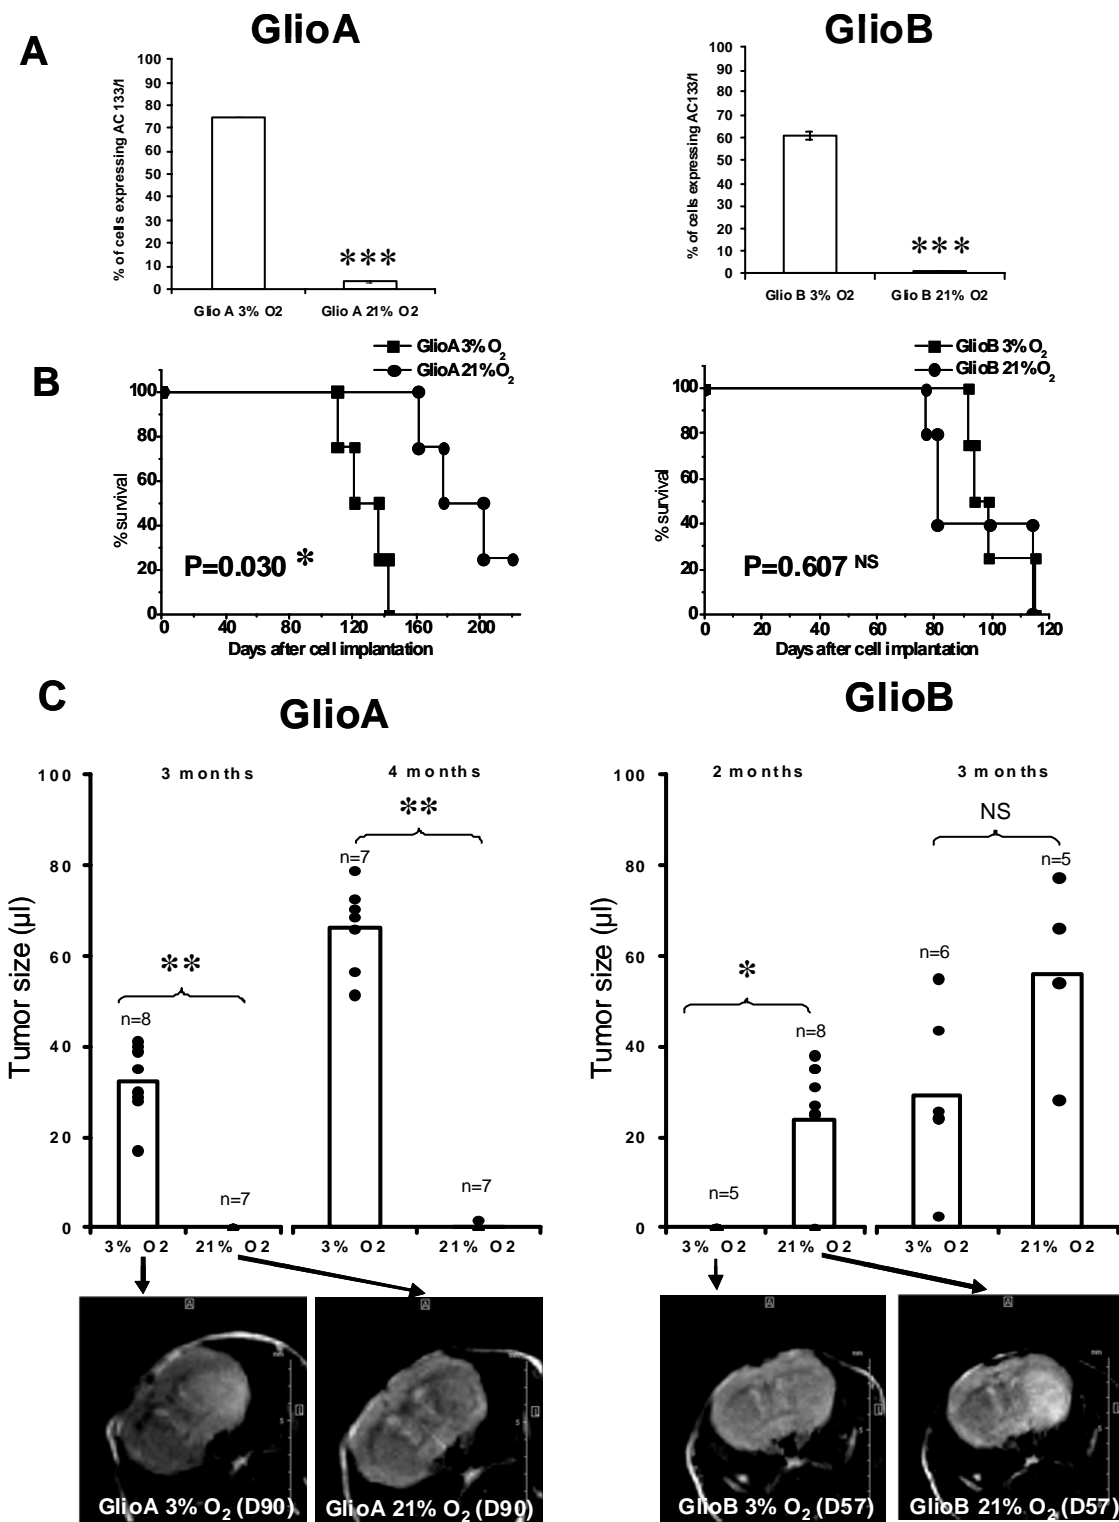 GlioA
GlioB
A
% of cells expressing AC133/1
100
90
80
70
60
50
40
30
20
10
0
***
Glio A 3% O2
Glio A 21% O2
% of cells expressing AC133/1
100
90
80
70
60
50
40
30
20
10
0
***
Glio B 3% O2
Glio B 21% O2
B
GlioA 3% O2
GlioA 21% O2
% survival
100
80
60
40
20
0
P=0.030 *
0 40 80 120 160 200
Days after cell implantation
GlioB 3% O2
GlioB 21% O2
% survival
100
80
60
40
20
0
P=0.607 NS
0 20 40 60 80 100 120
Days after cell implantation
C
GlioA
GlioB
Tumor size (µl)
100
80
60
40
20
0
3 months
4 months
**
**
n=8
n=7
n=7
n=7
3% O2
21% O2
3% O2
21% O2
Tumor size (µl)
100
80
60
40
20
0
2 months
3 months
*
NS
n=5
n=8
n=6
n=5
3% O2
21% O2
3% O2
21% O2
A
mm
5
GlioA 3% O2 (D90)
A
mm
5
GlioA 21% O2 (D90)
A
mm
5
GlioB 3% O2 (D57)
A
mm
5
GlioB 21% O2 (D57)